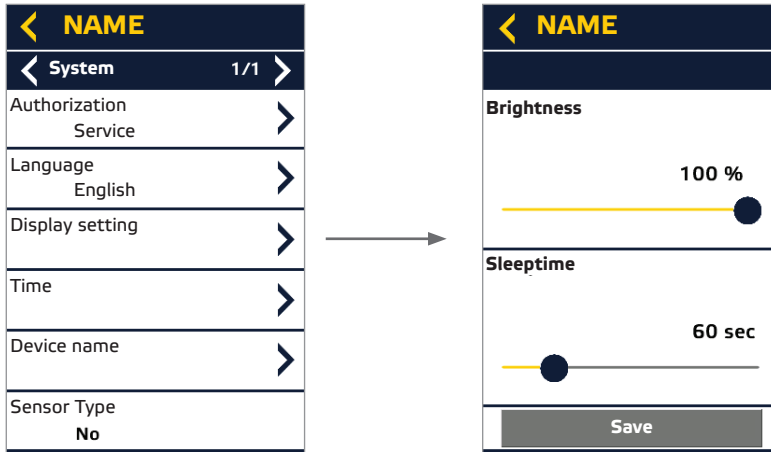 NAME
System 1/1
Authorization
Service
Language
English
Display setting
Time
Device name
Sensor Type
No
NAME
Brightness
100 %
Sleeptime
60 sec
Save